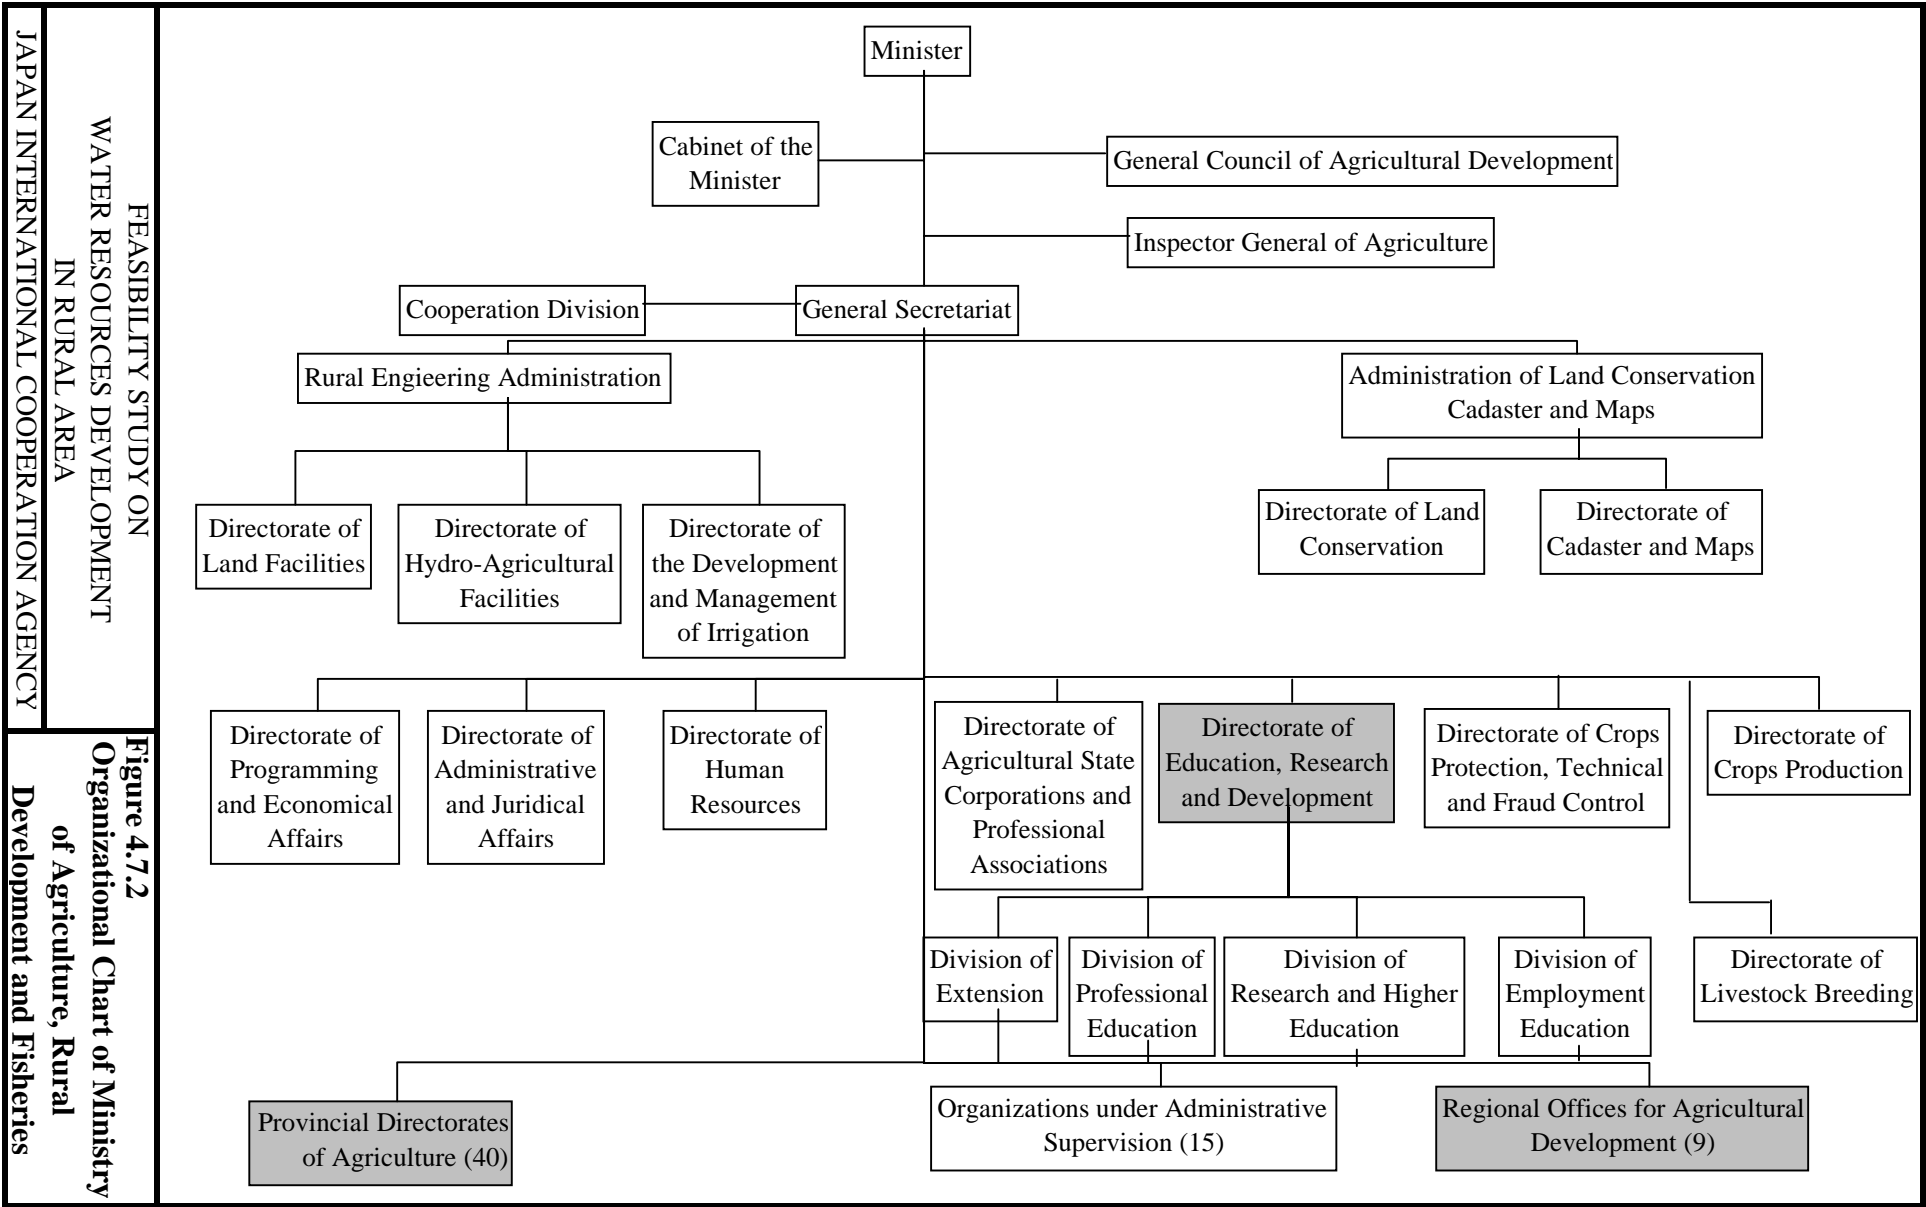 Minister
Cabinet of the
Minister
General Council of Agricultural Development
Inspector General of Agriculture
Cooperation Division
General Secretariat
Rural Engieering Administration
Administration of Land Conservation
Cadaster and Maps
Directorate of
Land Facilities
Directorate of
Hydro-Agricultural
Facilities
Directorate of
the Development
and Management
of Irrigation
Directorate of Land
Conservation
Directorate of
Cadaster and Maps
Directorate of
Programming
and Economical
Affairs
Directorate of
Administrative
and Juridical
Affairs
Directorate of
Human
Resources
Directorate of
Agricultural State
Corporations and
Professional
Associations
Directorate of
Education, Research
and Development
Directorate of Crops
Protection, Technical
and Fraud Control
Directorate of
Crops Production
Division of
Extension
Division of
Professional
Education
Division of
Research and Higher
Education
Division of
Employment
Education
Directorate of
Livestock Breeding
Provincial Directorates
of Agriculture (40)
Organizations under Administrative
Supervision (15)
Regional Offices for Agricultural
Development (9)
FEASIBILITY STUDY ON
WATER RESOURCES DEVELOPMENT
IN RURAL AREA
JAPAN INTERNATIONAL COOPERATION AGENCY
Figure 4.7.2
Organizational Chart of Ministry
of Agriculture, Rural
Development and Fisheries